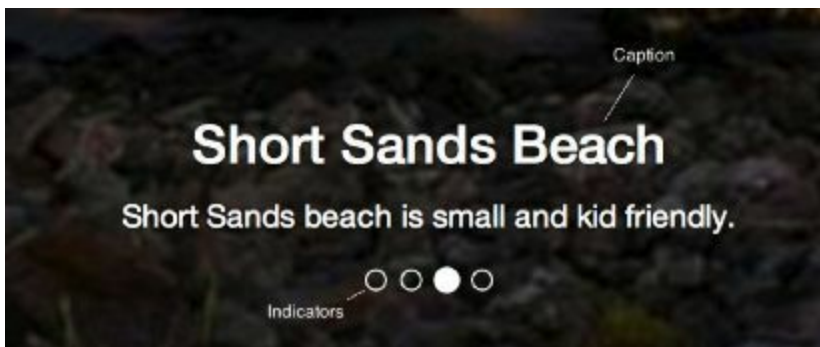 Caption
Short Sands Beach
Short Sands beach is small and kid friendly.
Indicators